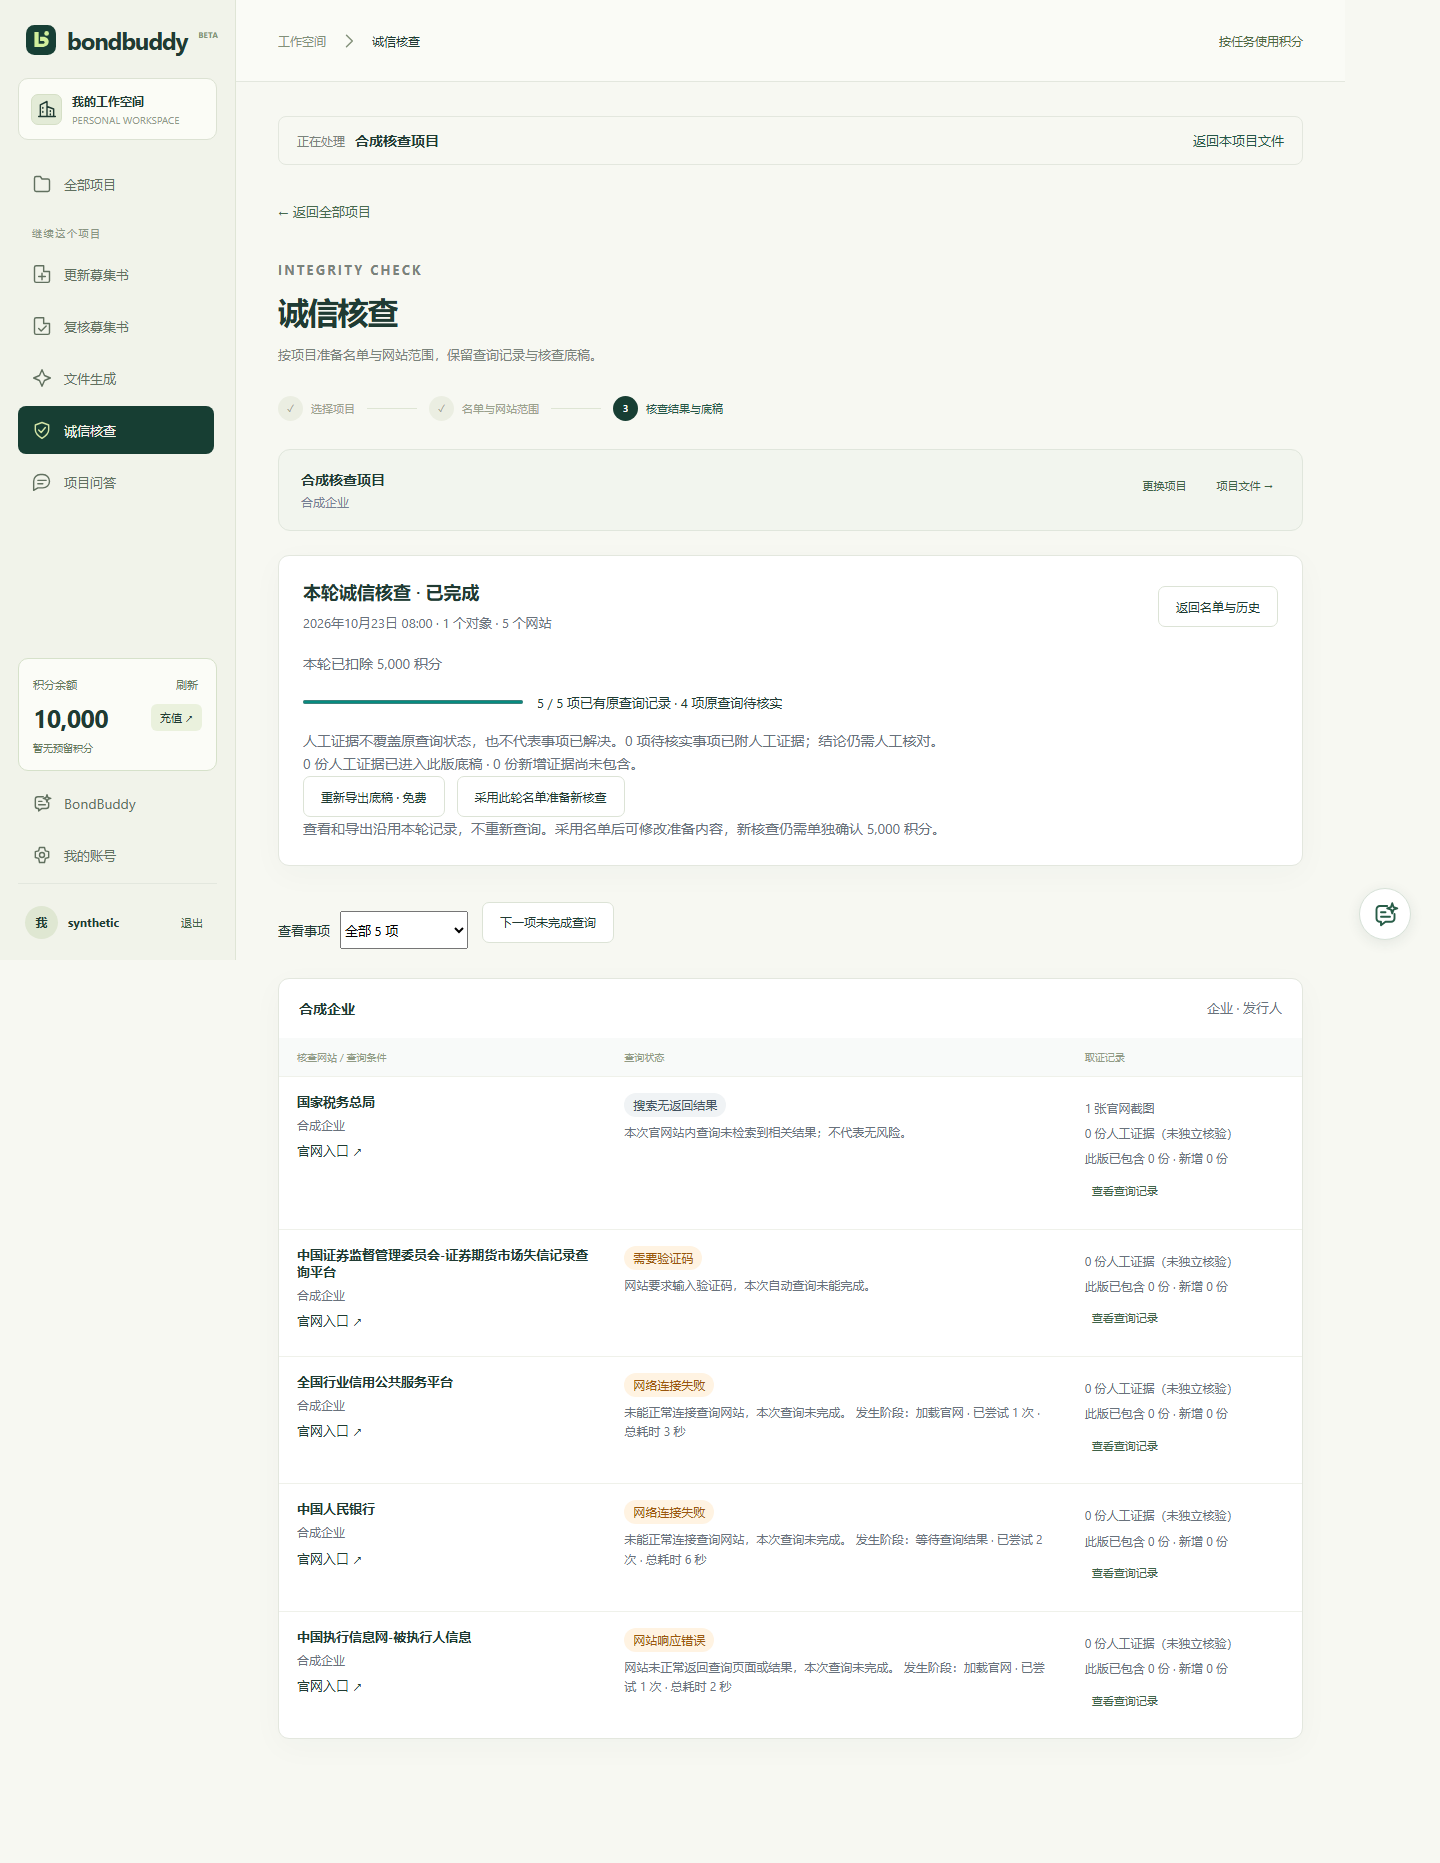 bondbuddy BETA
我的工作空间
PERSONAL WORKSPACE
全部项目
继续这个项目
更新募集书
复核募集书
文件生成
诚信核查
项目问答
积分余额 刷新
10,000 充值 ↗
暂无预留积分
BondBuddy
我的账号
我 synthetic 退出
工作空间 诚信核查 按任务使用积分
正在处理 合成核查项目 返回本项目文件
← 返回全部项目
INTEGRITY CHECK
诚信核查
按项目准备名单与网站范围，保留查询记录与核查底稿。
✓ 选择项目 ✓ 名单与网站范围 3 核查结果与底稿
合成核查项目
合成企业
更换项目 项目文件 →
本轮诚信核查 · 已完成
2026年10月23日 08:00 · 1 个对象 · 5 个网站
返回名单与历史
本轮已扣除 5,000 积分
5 / 5 项已有原查询记录 · 4 项原查询待核实
人工证据不覆盖原查询状态，也不代表事项已解决。0 项待核实事项已附人工证据；结论仍需人工核对。
0 份人工证据已进入此版底稿 · 0 份新增证据尚未包含。
重新导出底稿 · 免费 采用此轮名单准备新核查
查看和导出沿用本轮记录，不重新查询。采用名单后可修改准备内容，新核查仍需单独确认 5,000 积分。
查看事项 全部 5 项 下一项未完成查询
合成企业 企业 · 发行人
核查网站 / 查询条件 查询状态 取证记录
国家税务总局
合成企业
官网入口 ↗
搜索无返回结果
本次官网站内查询未检索到相关结果；不代表无风险。
1 张官网截图
0 份人工证据（未独立核验）
此版已包含 0 份 · 新增 0 份
查看查询记录
中国证券监督管理委员会-证券期货市场失信记录查
询平台
合成企业
官网入口 ↗
需要验证码
网站要求输入验证码，本次自动查询未能完成。
0 份人工证据（未独立核验）
此版已包含 0 份 · 新增 0 份
查看查询记录
全国行业信用公共服务平台
合成企业
官网入口 ↗
网络连接失败
未能正常连接查询网站，本次查询未完成。 发生阶段：加载官网 · 已尝试 1 次 ·
总耗时 3 秒
0 份人工证据（未独立核验）
此版已包含 0 份 · 新增 0 份
查看查询记录
中国人民银行
合成企业
官网入口 ↗
网络连接失败
未能正常连接查询网站，本次查询未完成。 发生阶段：等待查询结果 · 已尝试 2
次 · 总耗时 6 秒
0 份人工证据（未独立核验）
此版已包含 0 份 · 新增 0 份
查看查询记录
中国执行信息网-被执行人信息
合成企业
官网入口 ↗
网站响应错误
网站未正常返回查询页面或结果，本次查询未完成。 发生阶段：加载官网 · 已尝
试 1 次 · 总耗时 2 秒
0 份人工证据（未独立核验）
此版已包含 0 份 · 新增 0 份
查看查询记录